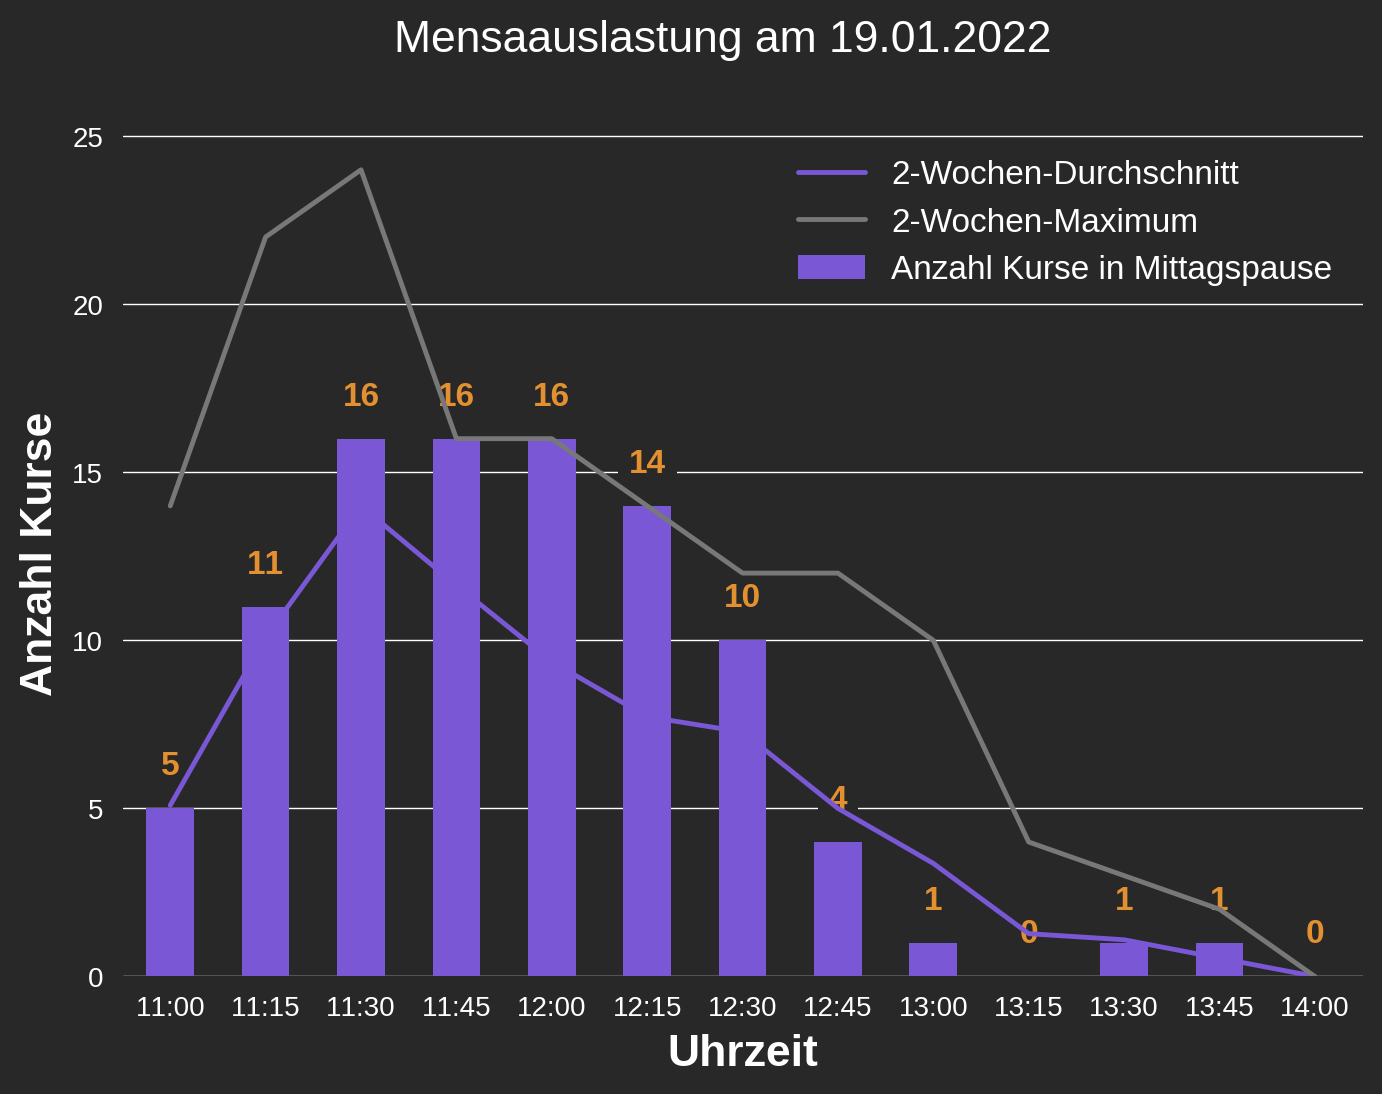 Mensaauslastung am 19.01.2022
25
20
15
10
5
0
Anzahl Kurse
2-Wochen-Durchschnitt
2-Wochen-Maximum
Anzahl Kurse in Mittagspause
5
11
16
16
16
14
10
4
1
0
1
1
0
11:00 11:15 11:30 11:45 12:00 12:15 12:30 12:45 13:00 13:15 13:30 13:45 14:00
Uhrzeit